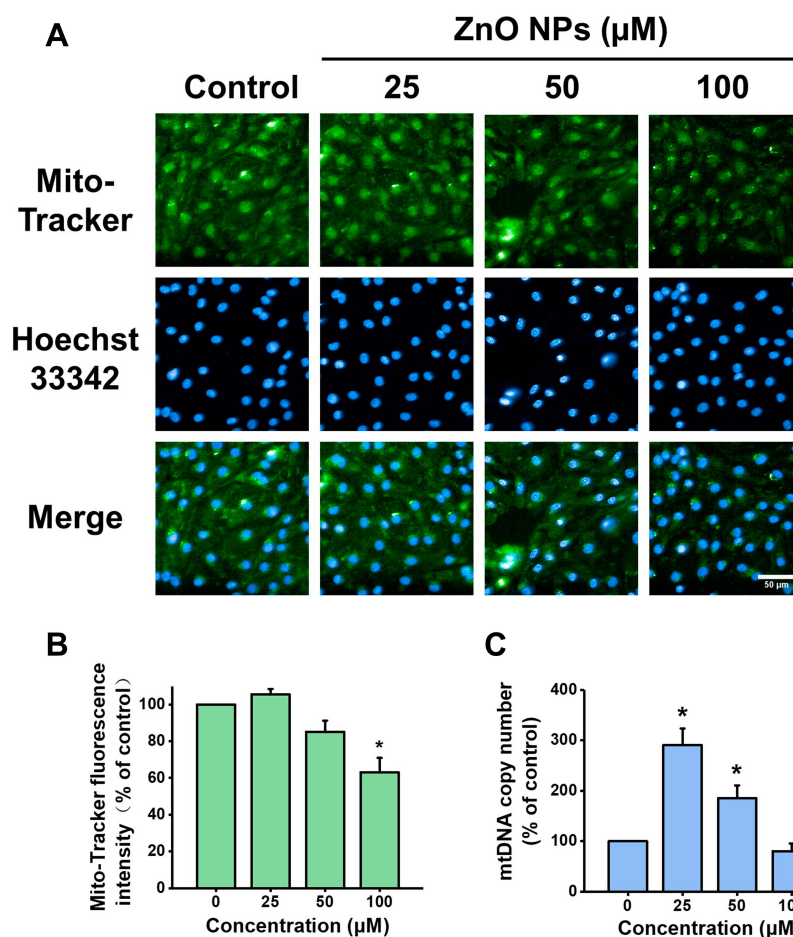 A
ZnO NPs (μM)
Control
25
50
100
Mito-
Tracker
Hoechst
33342
Merge
50 μm
B
Mito-Tracker fluorescence
intensity（% of control）
100
80
60
40
20
0
*
0
25
50
100
Concentration (μM)
C
mtDNA copy number
(% of control)
400
300
200
100
0
*
*
0
25
50
Concentration (μM